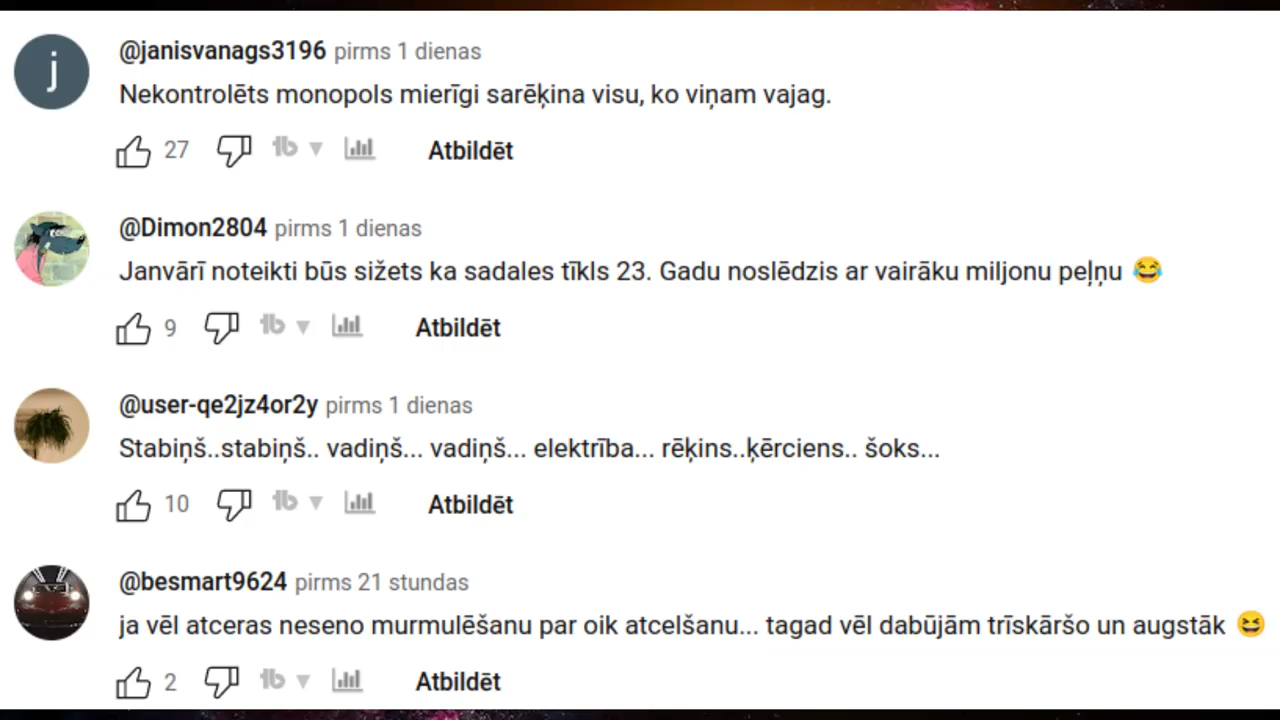 j
@janisvanags3196 pirms 1 dienas
Nekontrolēts monopols mierīgi sarēķina visu, ko viņam vajag.
27 Atbildēt
@Dimon2804 pirms 1 dienas
Janvārī noteikti būs sižets ka sadales tīkls 23. Gadu noslēdzis ar vairāku miljonu peļņu 😂
9 Atbildēt
@user-qe2jz4or2y pirms 1 dienas
Stabiņš..stabiņš.. vadiņš... vadiņš... elektrība... rēķins..ķērciens.. šoks...
10 Atbildēt
@besmart9624 pirms 21 stundas
ja vēl atceras neseno murmulēšanu par oik atcelšanu... tagad vēl dabūjām trīskāršo un augstāk 😆
2 Atbildēt